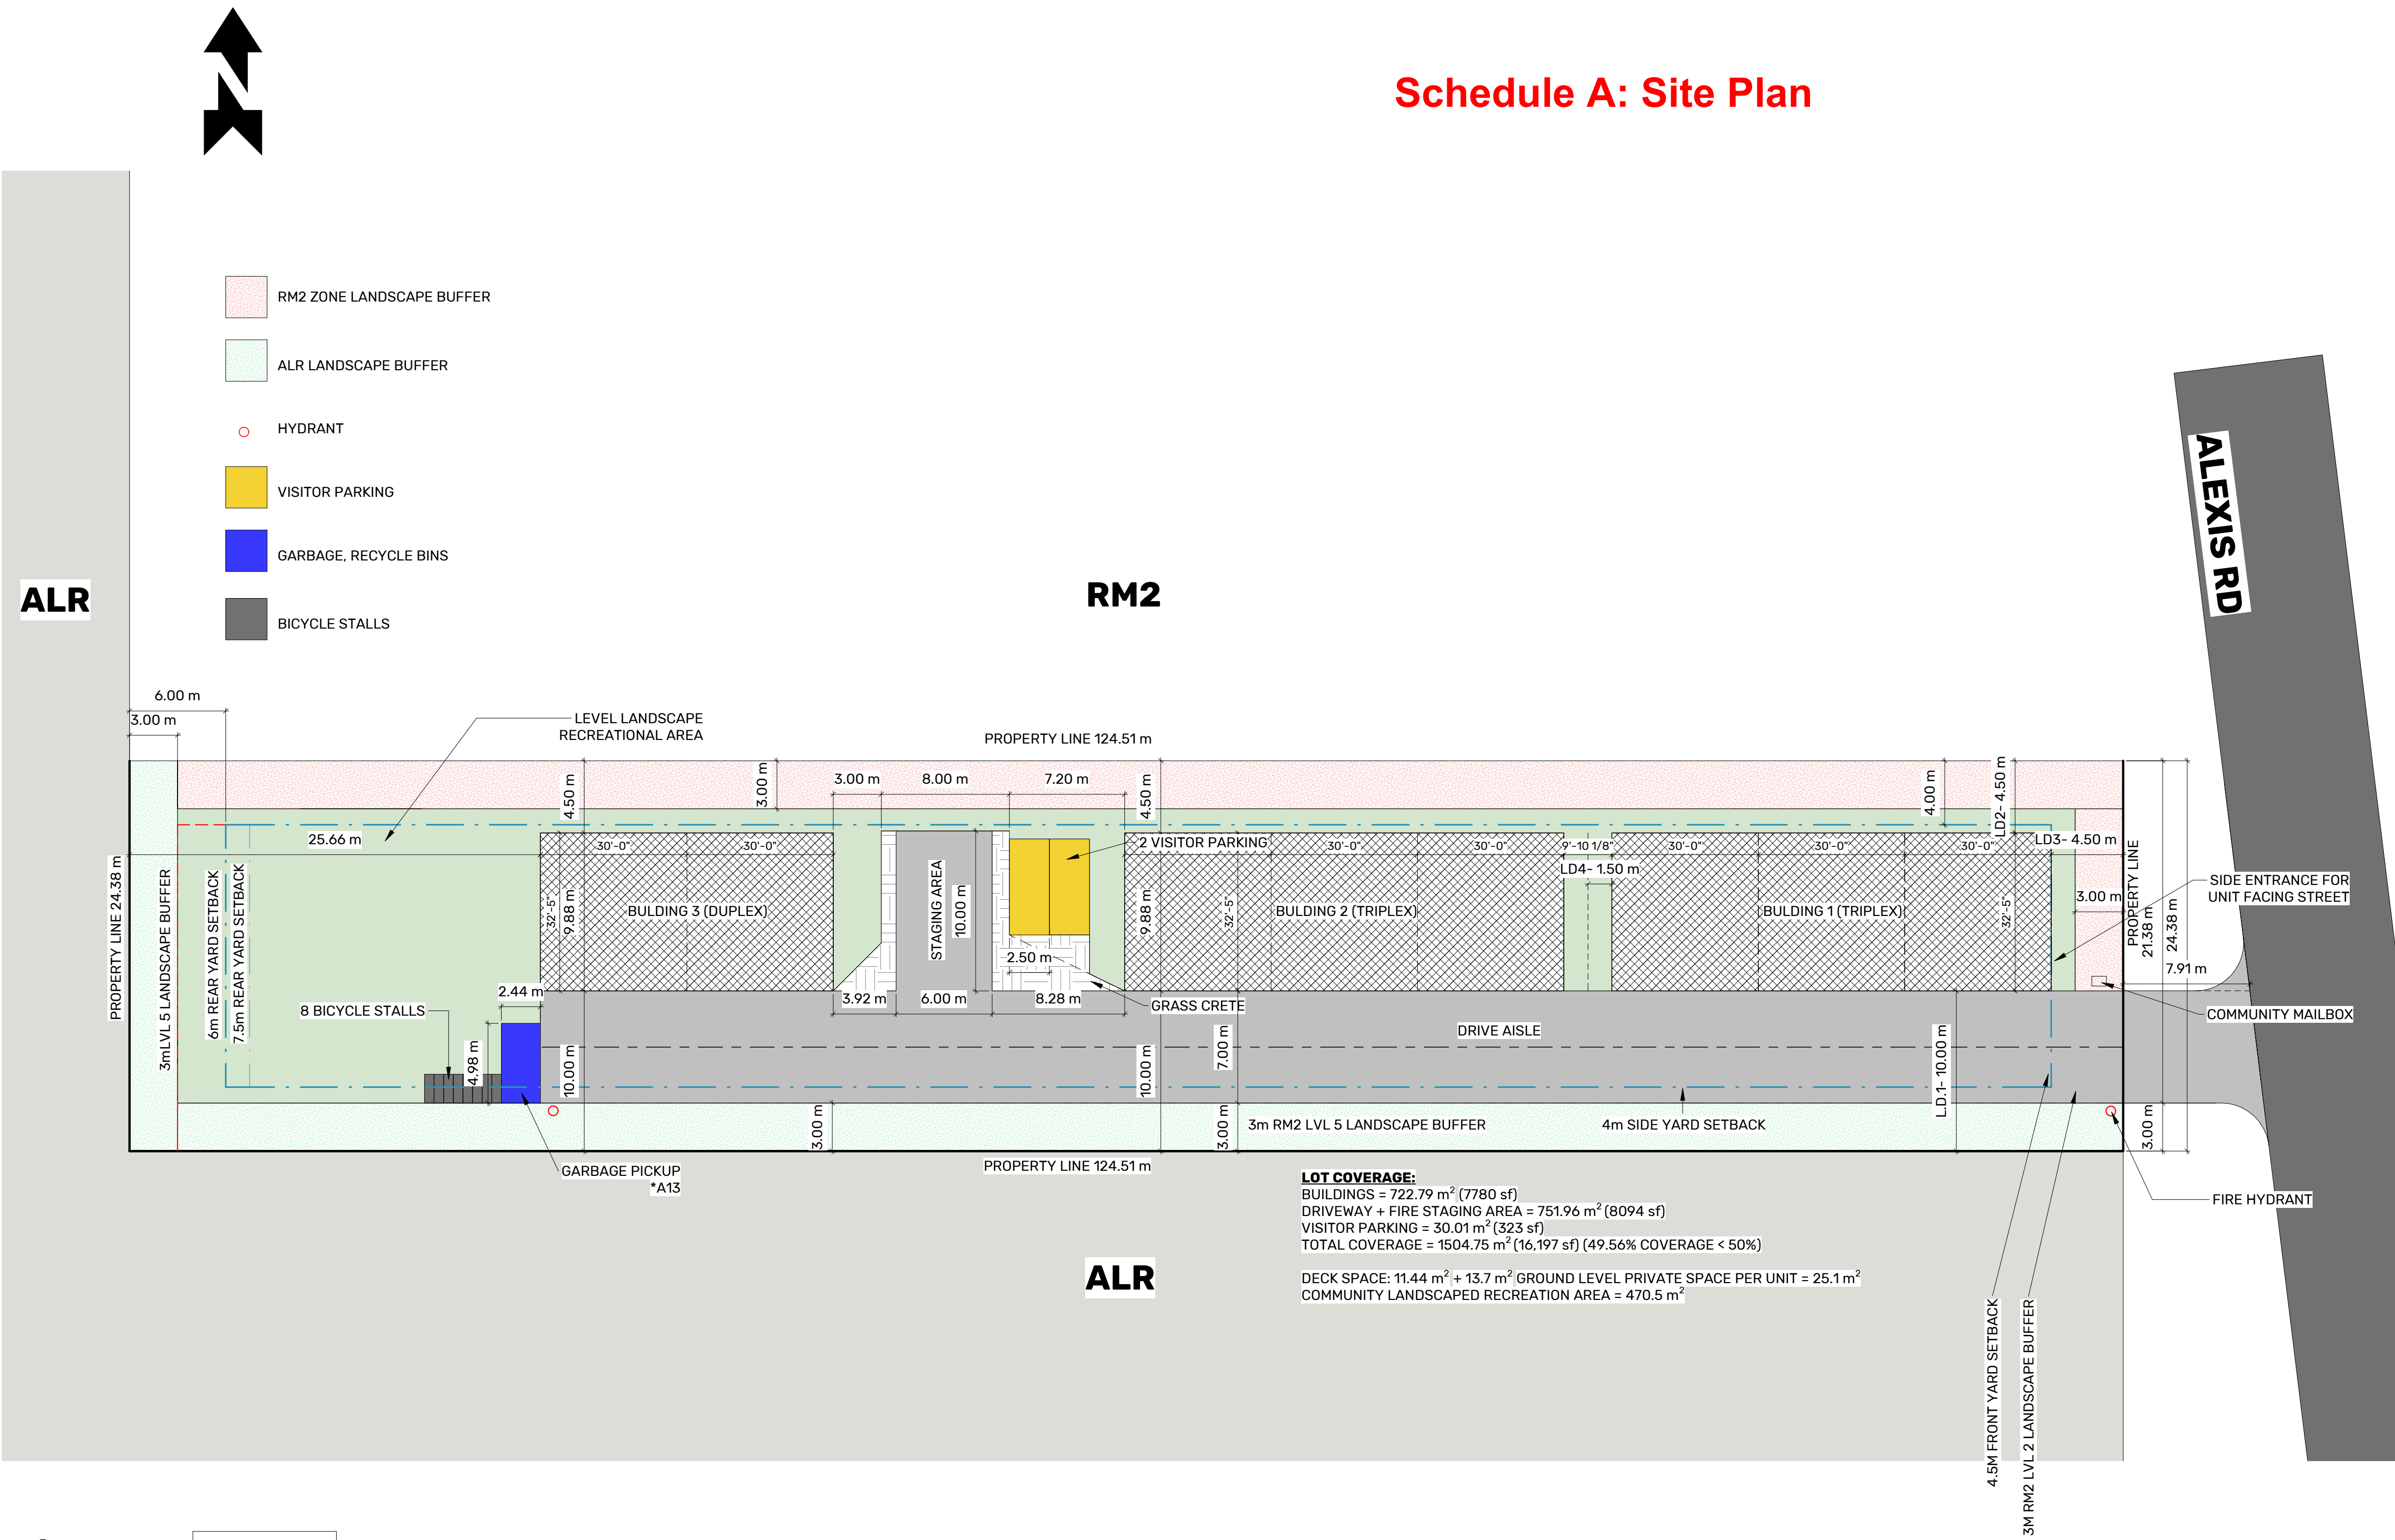 Schedule A: Site Plan
RM2 ZONE LANDSCAPE BUFFER
ALR LANDSCAPE BUFFER
HYDRANT
VISITOR PARKING
GARBAGE, RECYCLE BINS
BICYCLE STALLS
ALR
RM2
ALEXIS RD
6.00 m
3.00 m
LEVEL LANDSCAPE
RECREATIONAL AREA
PROPERTY LINE 124.51 m
4.50 m
3.00 m
3.00 m
8.00 m
7.20 m
4.50 m
4.00 m
LD2- 4.50 m
25.66 m
30'-0"
30'-0"
2 VISITOR PARKING
30'-0"
30'-0"
9'-10 1/8"
30'-0"
30'-0"
30'-0"
LD3- 4.50 m
LD4- 1.50 m
PROPERTY LINE 24.38 m
3mLVL 5 LANDSCAPE BUFFER
6m REAR YARD SETBACK
7.5m REAR YARD SETBACK
32'-5"
9.88 m
BULDING 3 (DUPLEX)
STAGING AREA
10.00 m
9.88 m
32'-5"
BULDING 2 (TRIPLEX)
BULDING 1 (TRIPLEX)
32'-5"
3.00 m
PROPERTY LINE
21.38 m
24.38 m
SIDE ENTRANCE FOR
UNIT FACING STREET
2.50 m
7.91 m
2.44 m
3.92 m
6.00 m
8.28 m
GRASS CRETE
8 BICYCLE STALLS
COMMUNITY MAILBOX
DRIVE AISLE
4.98 m
10.00 m
10.00 m
7.00 m
L.D.1- 10.00 m
3.00 m
3.00 m
3m RM2 LVL 5 LANDSCAPE BUFFER
4m SIDE YARD SETBACK
3.00 m
GARBAGE PICKUP
*A13
PROPERTY LINE 124.51 m
FIRE HYDRANT
LOT COVERAGE:
BUILDINGS = 722.79 m² (7780 sf)
DRIVEWAY + FIRE STAGING AREA = 751.96 m² (8094 sf)
VISITOR PARKING = 30.01 m² (323 sf)
TOTAL COVERAGE = 1504.75 m² (16,197 sf) (49.56% COVERAGE < 50%)
DECK SPACE: 11.44 m² + 13.7 m² GROUND LEVEL PRIVATE SPACE PER UNIT = 25.1 m²
COMMUNITY LANDSCAPED RECREATION AREA = 470.5 m²
ALR
4.5M FRONT YARD SETBACK
3M RM2 LVL 2 LANDSCAPE BUFFER